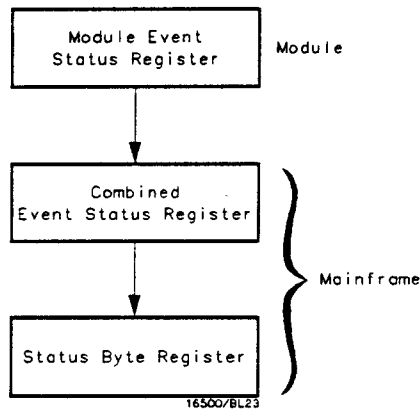 Module Event
Status Register
Module
Combined
Event Status Register
Mainframe
Status Byte Register
16500/BL23